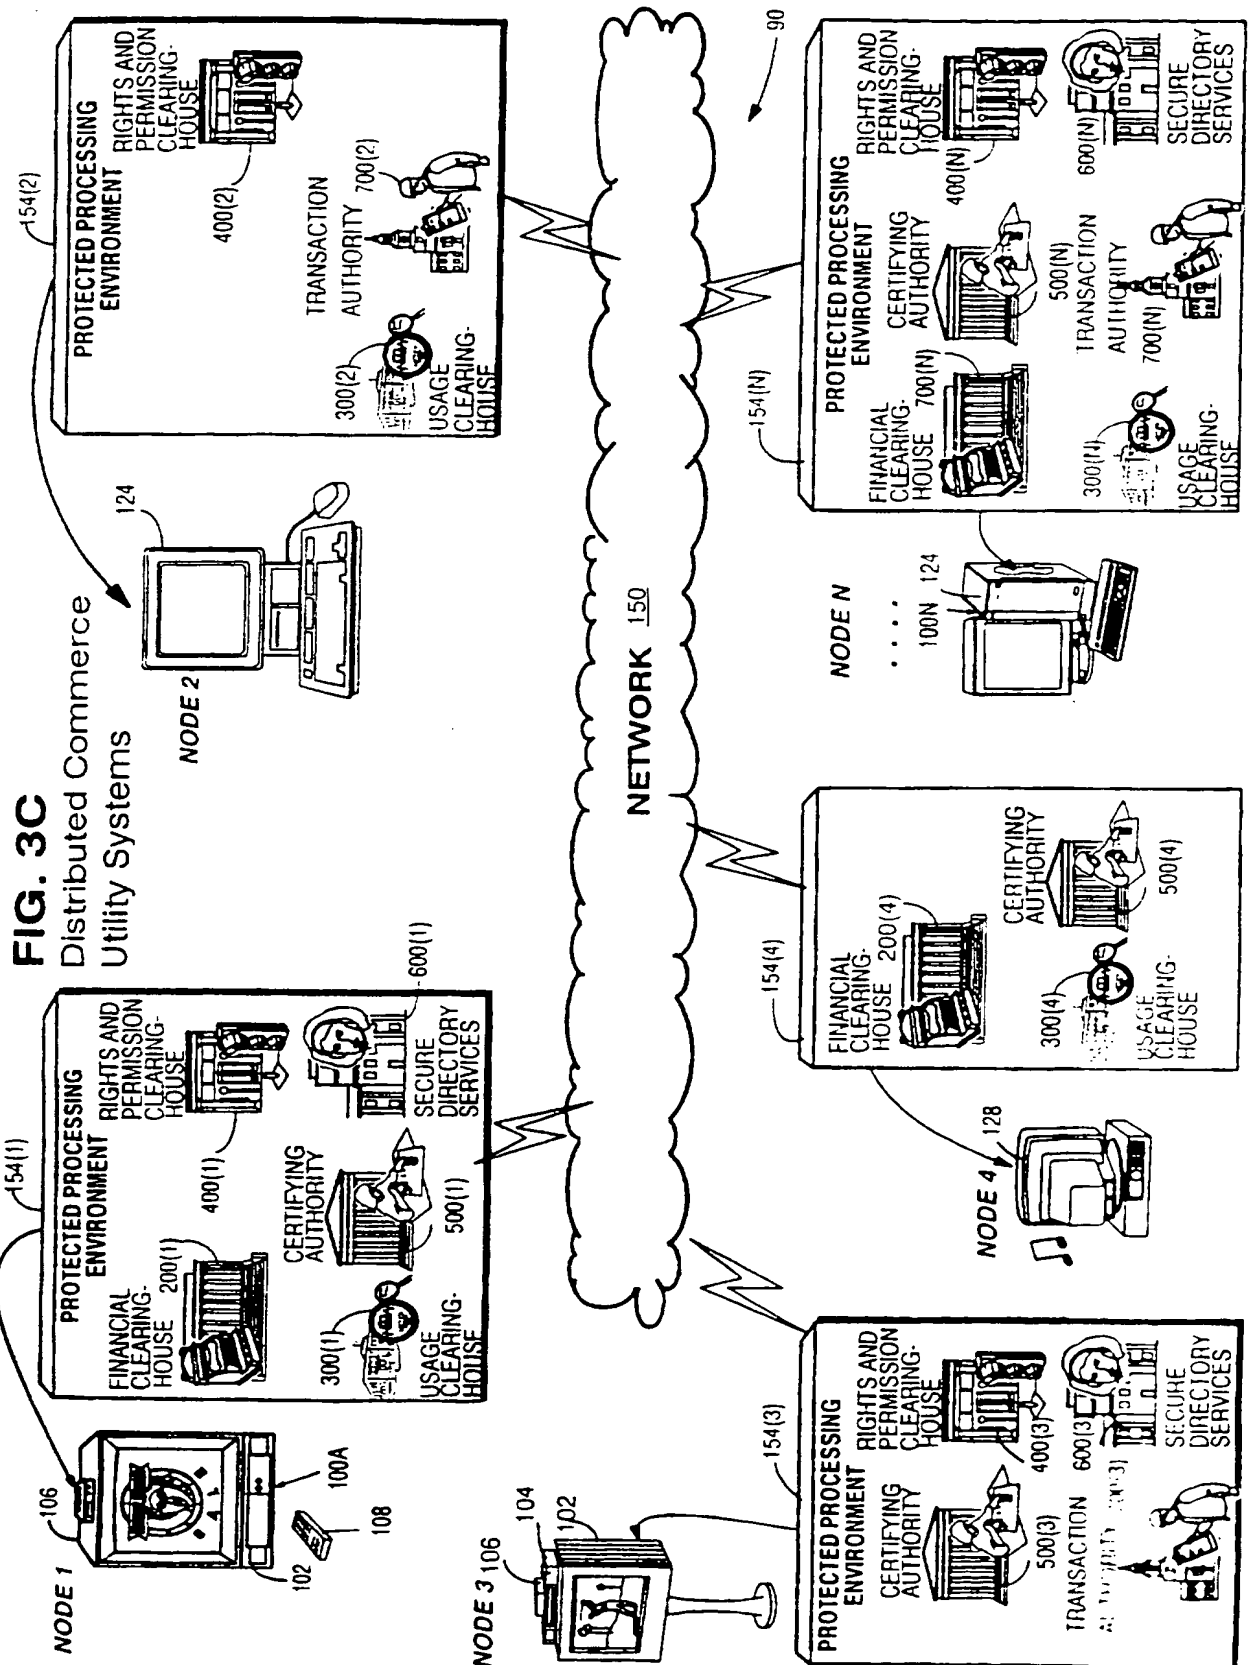 FIG. 3C
Distributed Commerce
Utility Systems
NODE 1
106
102
100A
108
154(1)
PROTECTED PROCESSING
ENVIRONMENT
FINANCIAL
CLEARING-
HOUSE
200(1)
RIGHTS AND
PERMISSION
CLEARING-
HOUSE
400(1)
CERTIFYING
AUTHORITY
500(1)
300(1)
USAGE
CLEARING-
HOUSE
SECURE
DIRECTORY
SERVICES
600(1)
NODE 2
124
154(2)
PROTECTED PROCESSING
ENVIRONMENT
RIGHTS AND
PERMISSION
CLEARING-
HOUSE
400(2)
TRANSACTION
AUTHORITY
700(2)
300(2)
USAGE
CLEARING-
HOUSE
NETWORK 150
90
NODE 3
106
104
102
154(3)
PROTECTED PROCESSING
ENVIRONMENT
CERTIFYING
AUTHORITY
500(3)
RIGHTS AND
PERMISSION
CLEARING-
HOUSE
400(3)
TRANSACTION
600(3)
SECURE
DIRECTORY
SERVICES
NODE 4
128
154(4)
FINANCIAL
CLEARING-
HOUSE
200(4)
CERTIFYING
AUTHORITY
500(4)
300(4)
USAGE
CLEARING-
HOUSE
NODE N
. . . .
100N
124
154(N)
PROTECTED PROCESSING
ENVIRONMENT
FINANCIAL
CLEARING-
HOUSE
700(N)
CERTIFYING
AUTHORITY
500(N)
RIGHTS AND
PERMISSION
CLEARING-
HOUSE
400(N)
300(N)
USAGE
CLEARING-
HOUSE
TRANSACTION
AUTHORITY
700(N)
600(N)
SECURE
DIRECTORY
SERVICES